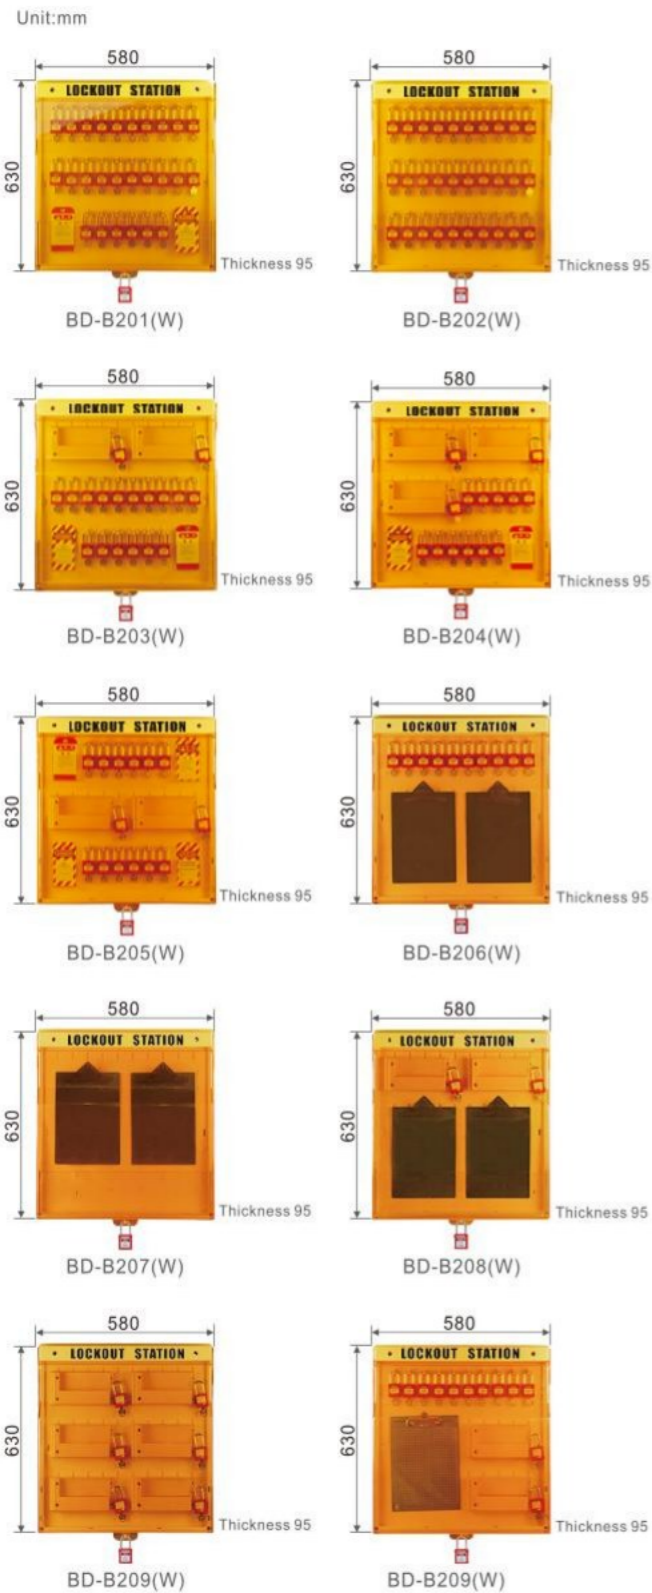 Unit:mm
580 580
LOCKOUT STATION LOCKOUT STATION
630 630
Thickness 95 Thickness 95
BD-B201(W) BD-B202(W)
580 580
LOCKOUT STATION LOCKOUT STATION
630 630
Thickness 95 Thickness 95
BD-B203(W) BD-B204(W)
580 580
LOCKOUT STATION LOCKOUT STATION
630 630
Thickness 95 Thickness 95
BD-B205(W) BD-B206(W)
580 580
LOCKOUT STATION LOCKOUT STATION
630 630
Thickness 95 Thickness 95
BD-B207(W) BD-B208(W)
580 580
LOCKOUT STATION LOCKOUT STATION
630 630
Thickness 95 Thickness 95
BD-B209(W) BD-B209(W)